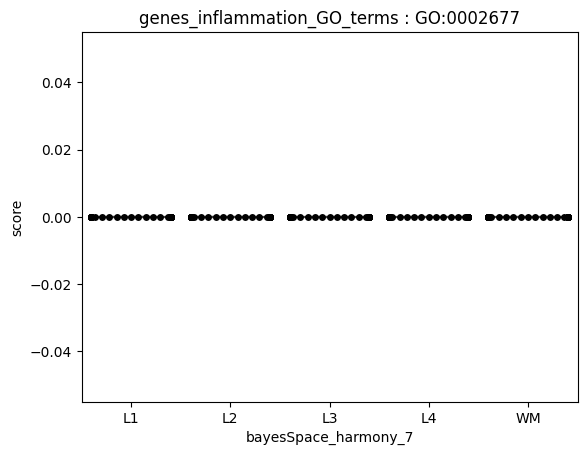 genes_inflammation_GO_terms : GO:0002677
0.04
0.02
0.00
−0.02
−0.04
score
L1 L2 L3 L4 WM
bayesSpace_harmony_7